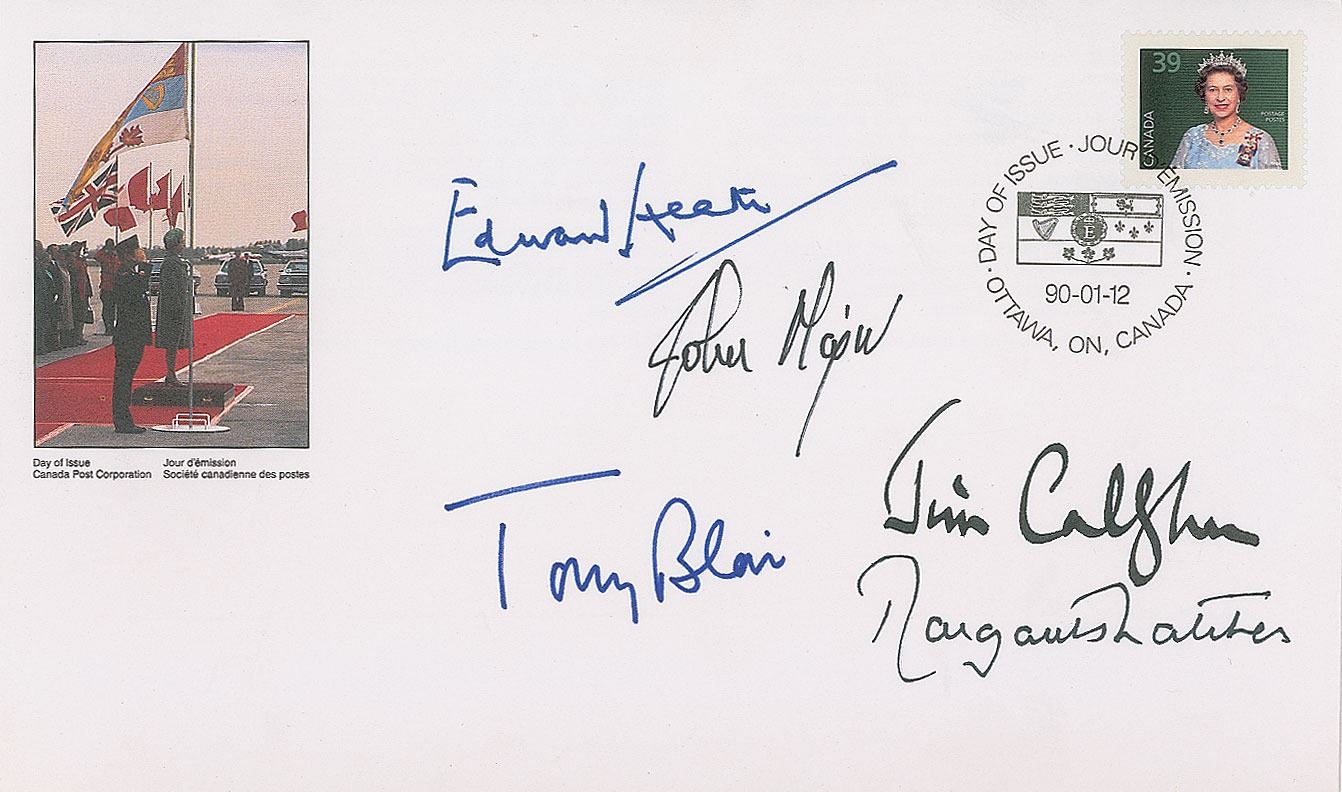 39
CANADA
POSTAGE
POSTES
DAY OF ISSUE · JOUR D'ÉMISSION ·
E
90-01-12
OTTAWA, ON, CANADA ·
Edward Heath
John Major
Day of Issue Jour d'émission
Canada Post Corporation Société canadienne des postes
Tony Blair
Jim Callaghan
Margaret Thatcher